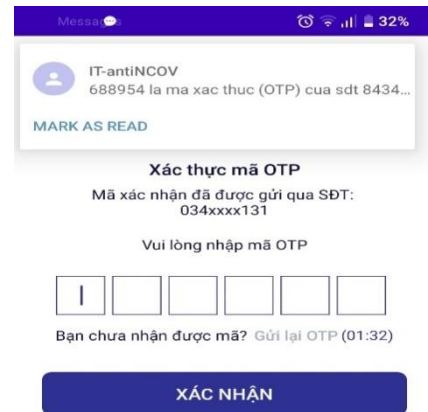 Messages
32%
IT-antiNCOV
688954 la ma xac thuc (OTP) cua sdt 8434...
MARK AS READ
Xác thực mã OTP
Mã xác nhận đã được gửi qua SĐT:
034xxxx131
Vui lòng nhập mã OTP
Bạn chưa nhận được mã? Gửi lại OTP (01:32)
XÁC NHẬN